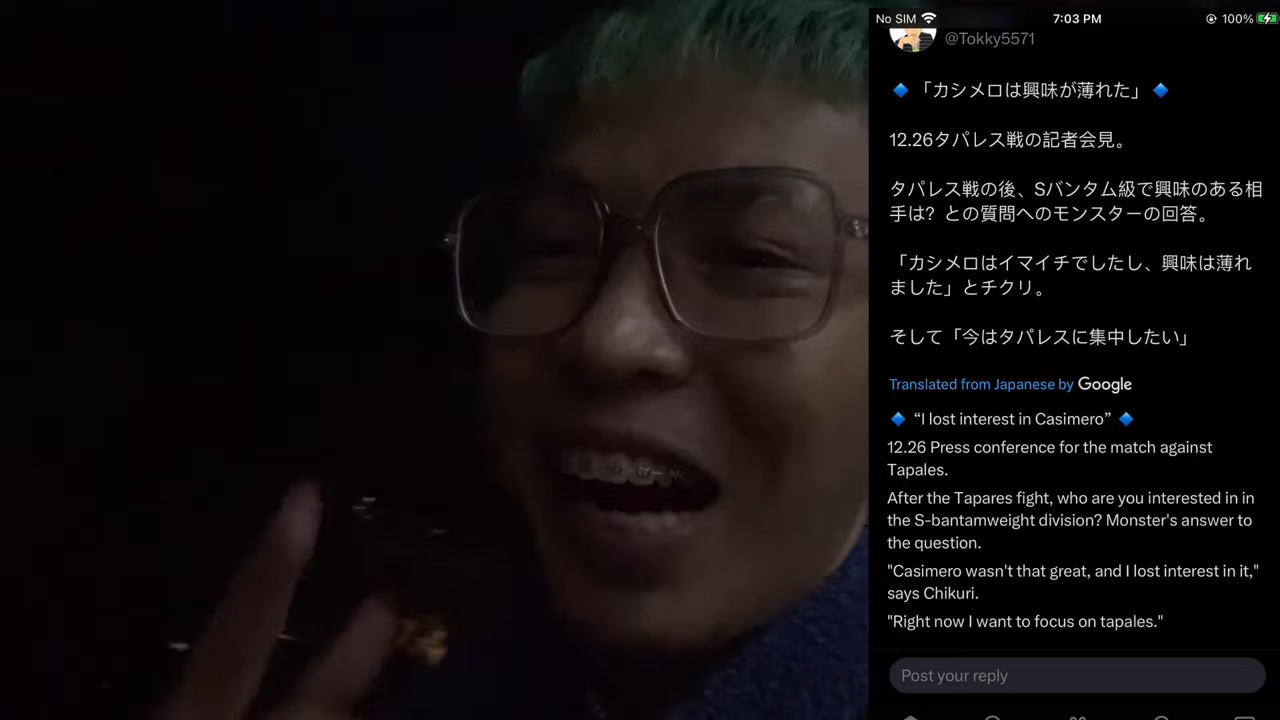 No SIM 7:03 PM 100%
@Tokky5571
🔷「カシメロは興味が薄れた」🔷
12.26タパレス戦の記者会見。
タパレス戦の後、Sバンタム級で興味のある相
手は? との質問へのモンスターの回答。
「カシメロはイマイチでしたし、興味は薄れ
ました」とチクリ。
そして「今はタパレスに集中したい」
Translated from Japanese by Google
🔷 “I lost interest in Casimero” 🔷
12.26 Press conference for the match against
Tapales.
After the Tapares fight, who are you interested in in
the S-bantamweight division? Monster's answer to
the question.
"Casimero wasn't that great, and I lost interest in it,"
says Chikuri.
"Right now I want to focus on tapales."
Post your reply